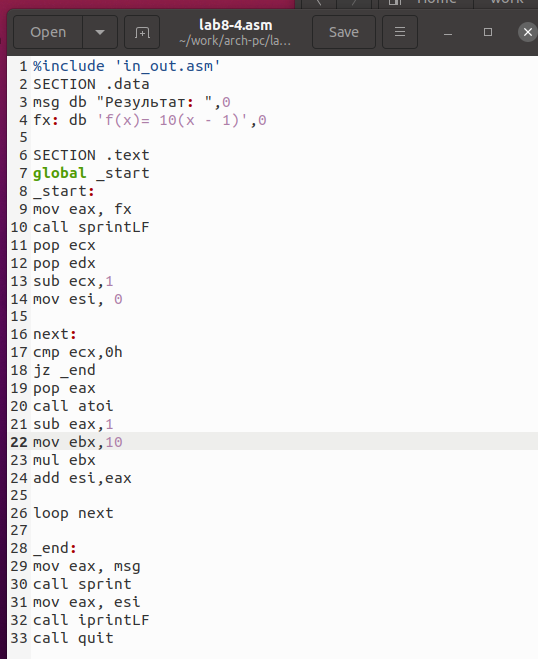 Home work
Open lab8-4.asm Save
~/work/arch-pc/la...
1 %include 'in_out.asm'
2 SECTION .data
3 msg db "Результат: ",0
4 fx: db 'f(x)= 10(x - 1)',0
5
6 SECTION .text
7 global _start
8 _start:
9 mov eax, fx
10 call sprintLF
11 pop ecx
12 pop edx
13 sub ecx,1
14 mov esi, 0
15
16 next:
17 cmp ecx,0h
18 jz _end
19 pop eax
20 call atoi
21 sub eax,1
22 mov ebx,10
23 mul ebx
24 add esi,eax
25
26 loop next
27
28 _end:
29 mov eax, msg
30 call sprint
31 mov eax, esi
32 call iprintLF
33 call quit